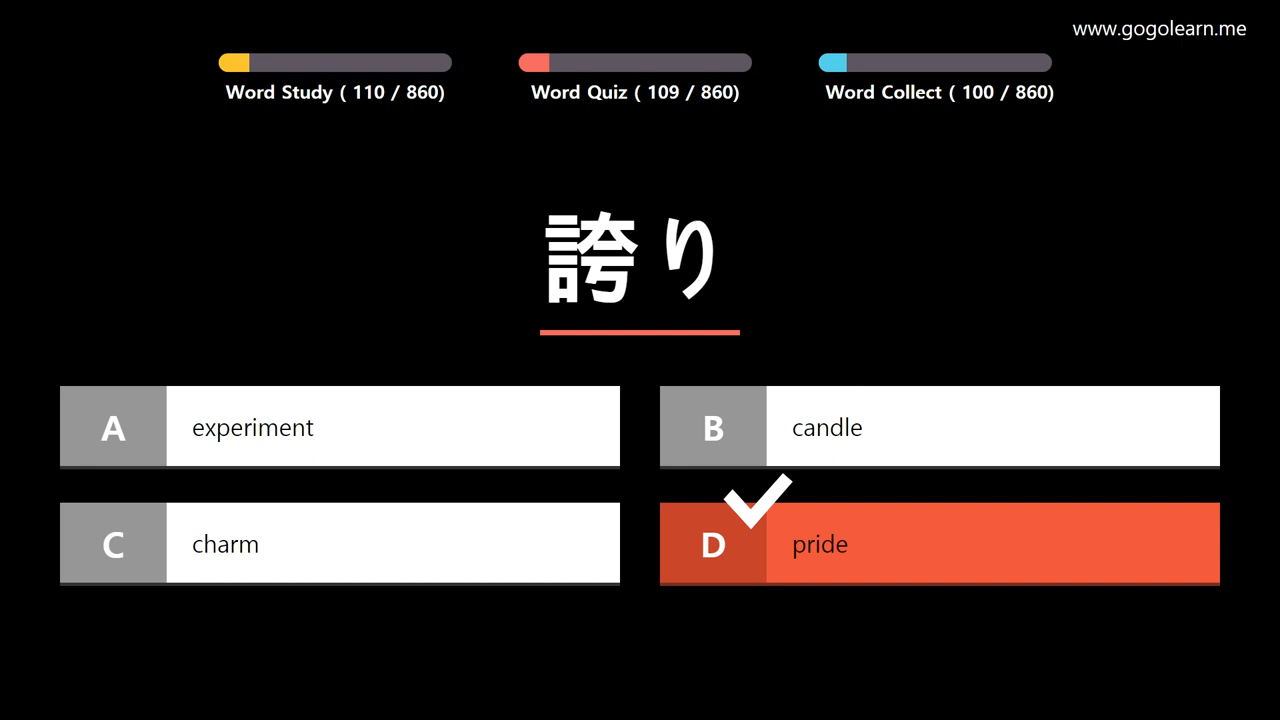 www.gogolearn.me
Word Study ( 110 / 860)
Word Quiz ( 109 / 860)
Word Collect ( 100 / 860)
誇り
A experiment
B candle
C charm
D pride